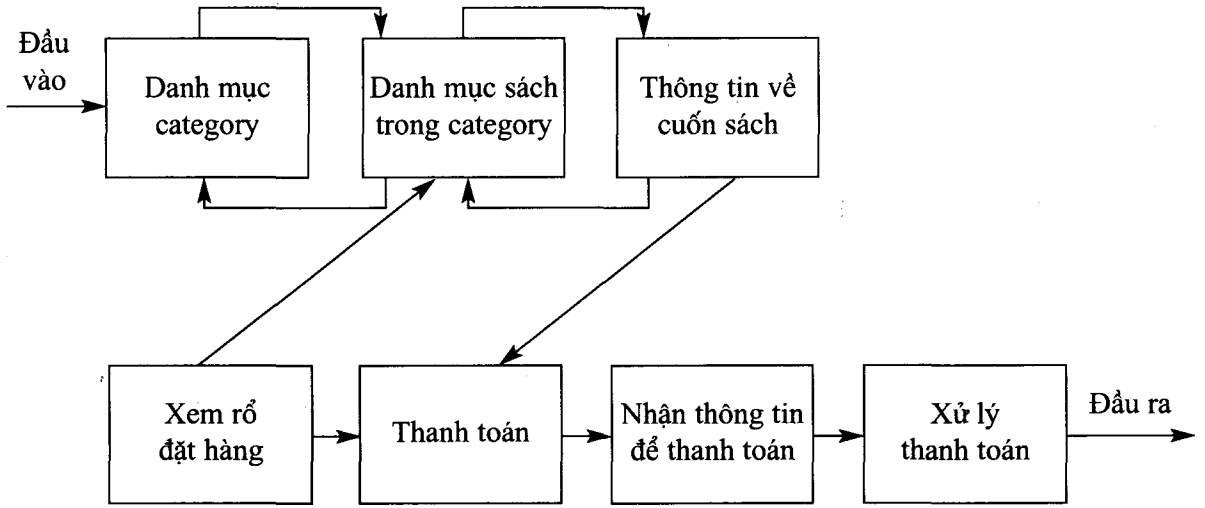 Đầu
vào
Danh mục
category
Danh mục sách
trong category
Thông tin về
cuốn sách
Xem rổ
đặt hàng
Thanh toán
Nhận thông tin
để thanh toán
Xử lý
thanh toán
Đầu ra